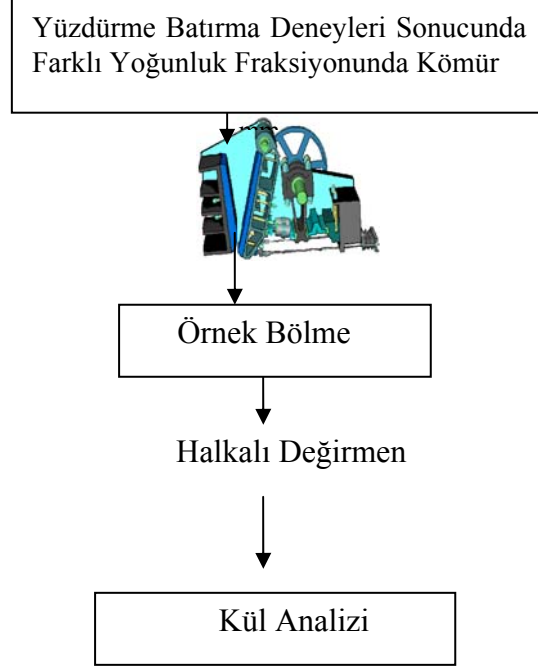 Yüzdürme Batırma Deneyleri Sonucunda
Farklı Yoğunluk Fraksiyonunda Kömür
Örnek Bölme
Halkalı Değirmen
Kül Analizi